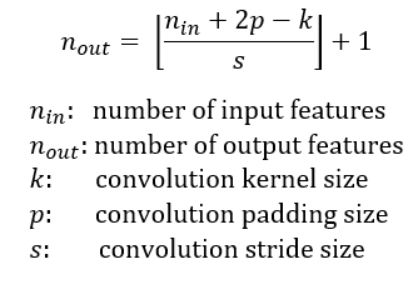 n_out = ⌊(n_in + 2p − k) / s⌋ + 1
n_in: number of input features
n_out: number of output features
k: convolution kernel size
p: convolution padding size
s: convolution stride size